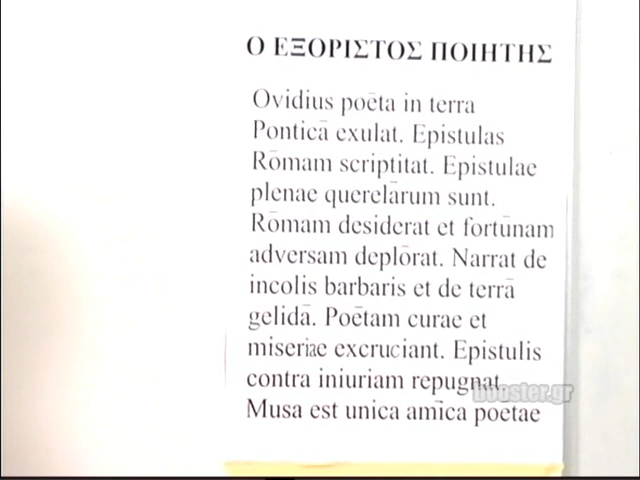 Ο ΕΞΟΡΙΣΤΟΣ ΠΟΙΗΤΗΣ
Ovidius poēta in terra
Ponticā exulat. Epistulas
Rōmam scriptitat. Epistulae
plenae querelārum sunt.
Rōmam desiderat et fortūnam
adversam deplōrat. Narrat de
incolis barbaris et de terrā
gelidā. Poētam curae et
miseriae excruciant. Epistulis
contra iniuriam repugnat
booster.gr
Musa est unica amīca poetae